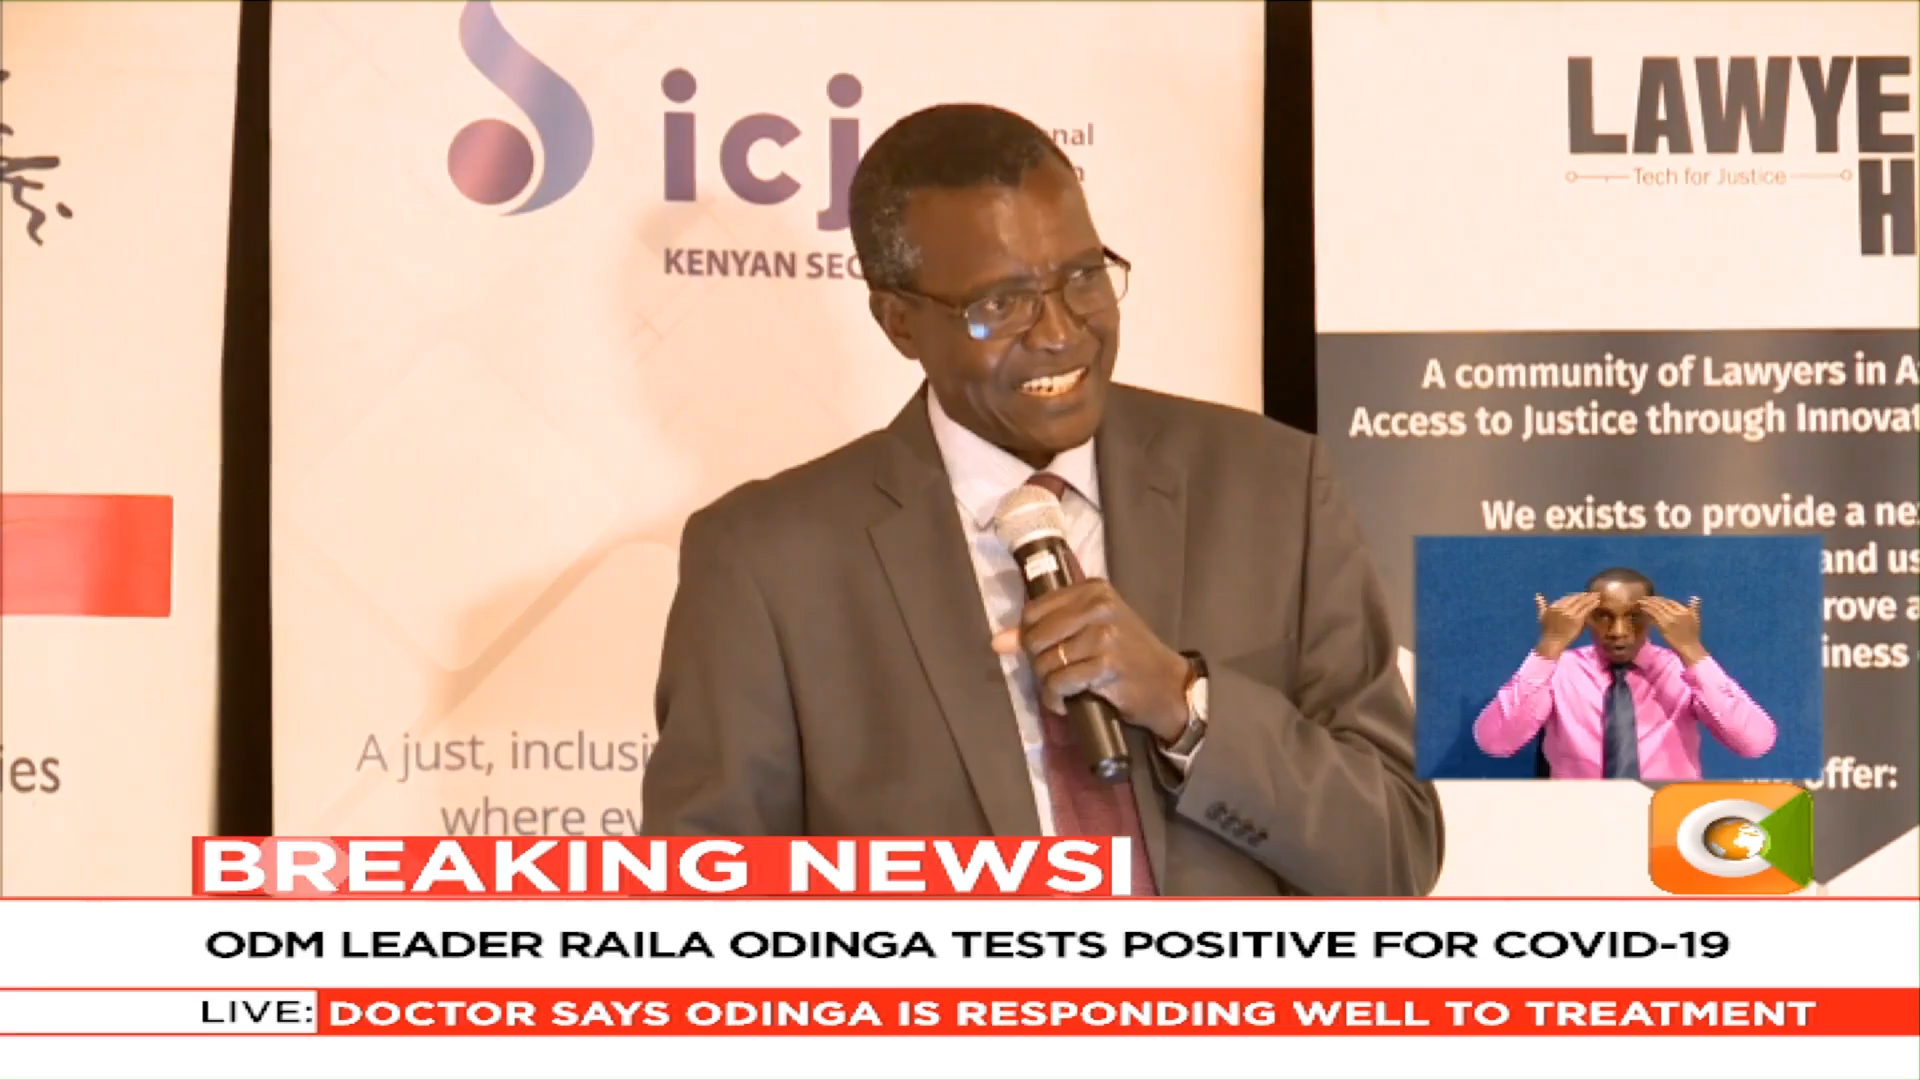 icj
nal
KENYAN SEC
A just, inclusi
where ev
ies
LAWYE
Tech for Justice
H
A community of Lawyers in A
Access to Justice through Innovat
We exists to provide a ne
and us
rove a
iness
offer:
BREAKING NEWS
ODM LEADER RAILA ODINGA TESTS POSITIVE FOR COVID-19
LIVE: DOCTOR SAYS ODINGA IS RESPONDING WELL TO TREATMENT